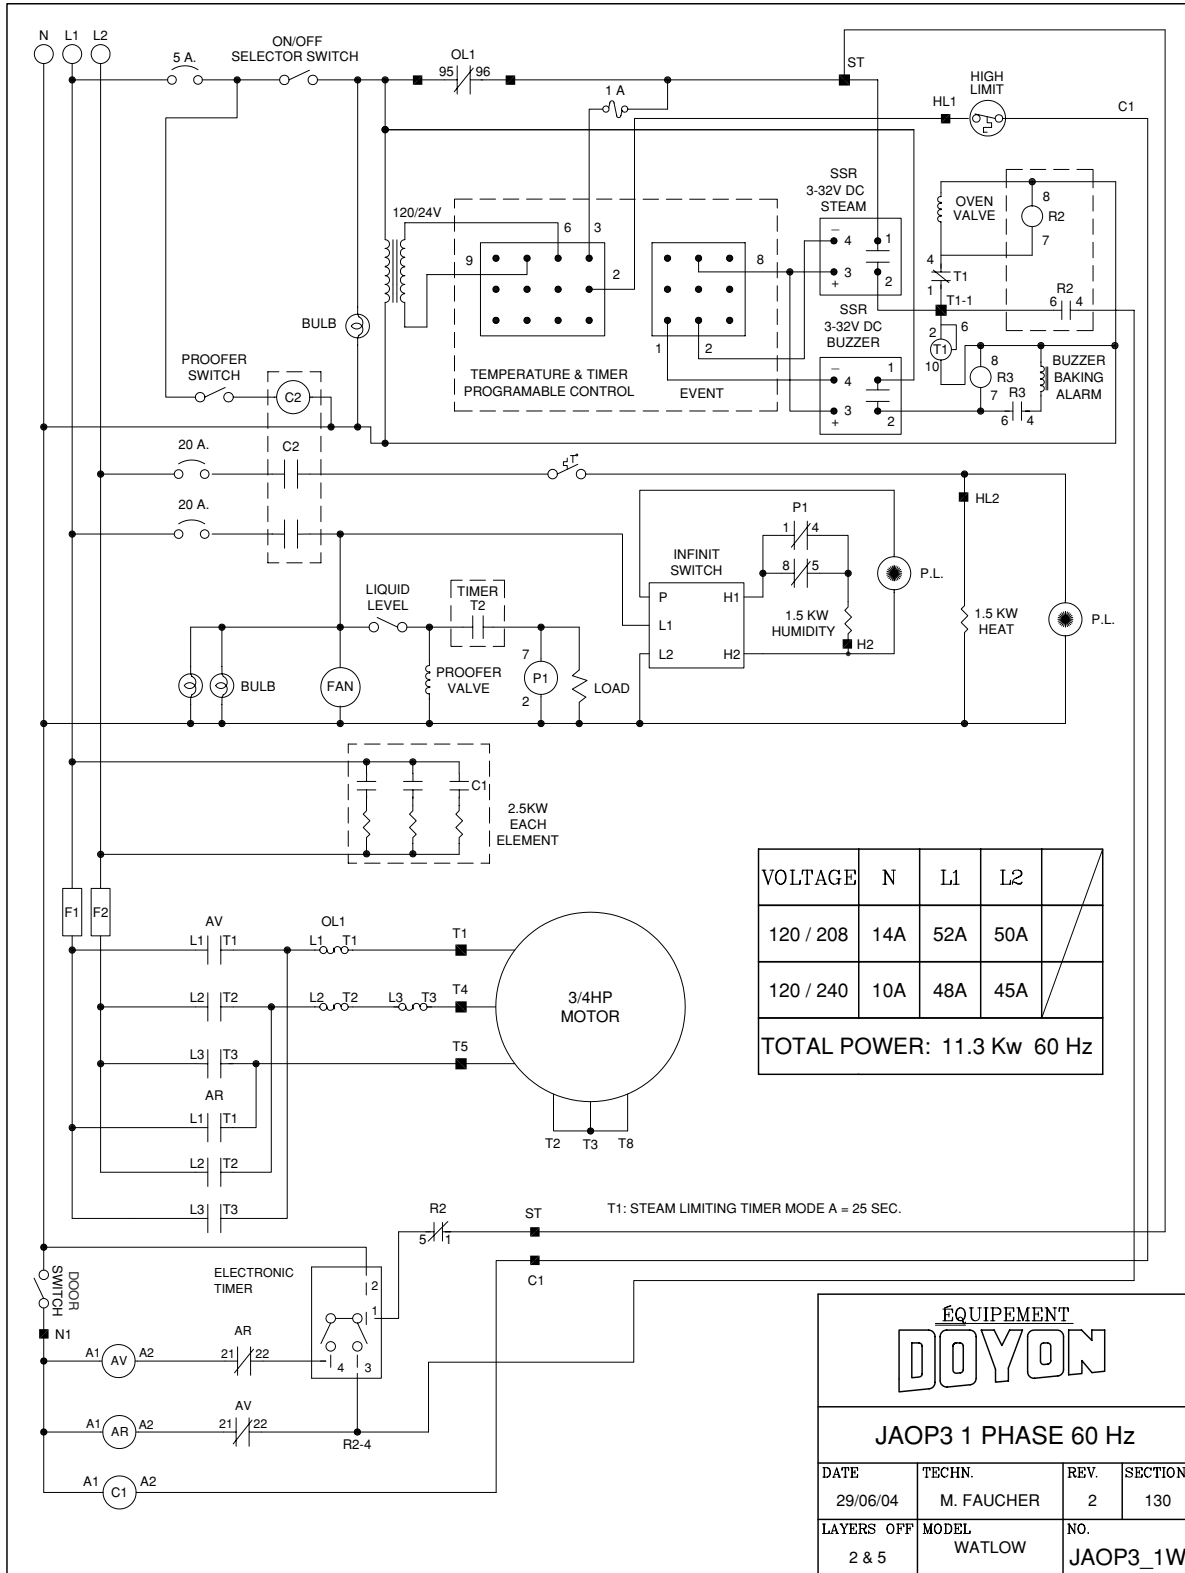 N L1 L2
5 A.
ON/OFF
SELECTOR SWITCH
OL1
95 96
1 A
ST
HIGH
LIMIT
HL1
C1
SSR
3-32V DC
STEAM
– 4 1
3 2
+
OVEN
VALVE
8
R2
7
4
T1
1
T1-1
R2
6 4
2 6
T1
10
120/24V
6 3
9 2
8
1 2
TEMPERATURE & TIMER
PROGRAMABLE CONTROL
EVENT
SSR
3-32V DC
BUZZER
– 4 1
3 2
+
8
R3
7
R3
6 4
BUZZER
BAKING
ALARM
BULB
PROOFER
SWITCH
C2
20 A.
C2
20 A.
T°
HL2
P1
1 4
8 5
INFINIT
SWITCH
P H1
L1
L2 H2
1.5 KW
HUMIDITY
H2
P.L.
1.5 KW
HEAT
P.L.
LIQUID
LEVEL
TIMER
T2
BULB
FAN
PROOFER
VALVE
7
P1
2
LOAD
C1
2.5KW
EACH
ELEMENT
VOLTAGE N L1 L2
120 / 208 14A 52A 50A
120 / 240 10A 48A 45A
TOTAL POWER: 11.3 Kw 60 Hz
F1 F2
AV
L1 T1
OL1
L1 T1
T1
L2 T2
L2 T2
L3 T3
T4
L3 T3
T5
3/4HP
MOTOR
AR
L1 T1
L2 T2
L3 T3
T2 T3 T8
R2
5 1
ST
T1: STEAM LIMITING TIMER MODE A = 25 SEC.
C1
DOOR
SWITCH
ELECTRONIC
TIMER
2
1
4 3
N1
A1 AV A2
AR
21 22
A1 AR A2
AV
21 22
R2-4
A1 C1 A2
ÉQUIPEMENT
DOYON
JAOP3 1 PHASE 60 Hz
DATE TECHN. REV. SECTION
29/06/04 M. FAUCHER 2 130
LAYERS OFF MODEL NO.
2 & 5 WATLOW JAOP3_1W